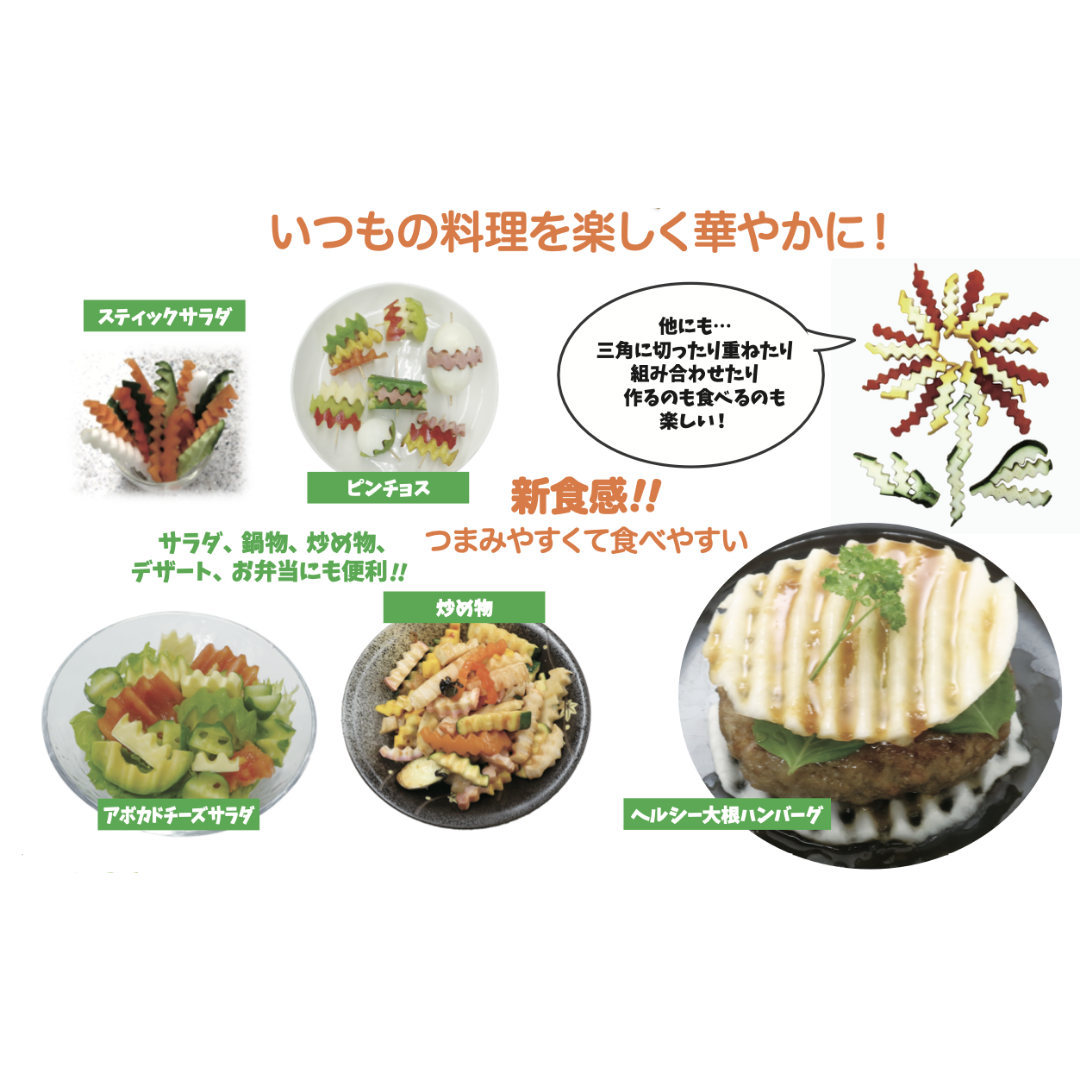 いつもの料理を楽しく華やかに!
スティックサラダ
ピンチョス
他にも…
三角に切ったり重ねたり
組み合わせたり
作るのも食べるのも
楽しい!
新食感!!
つまみやすくて食べやすい
サラダ、鍋物、炒め物、
デザート、お弁当にも便利!!
炒め物
アボカドチーズサラダ
ヘルシー大根ハンバーグ